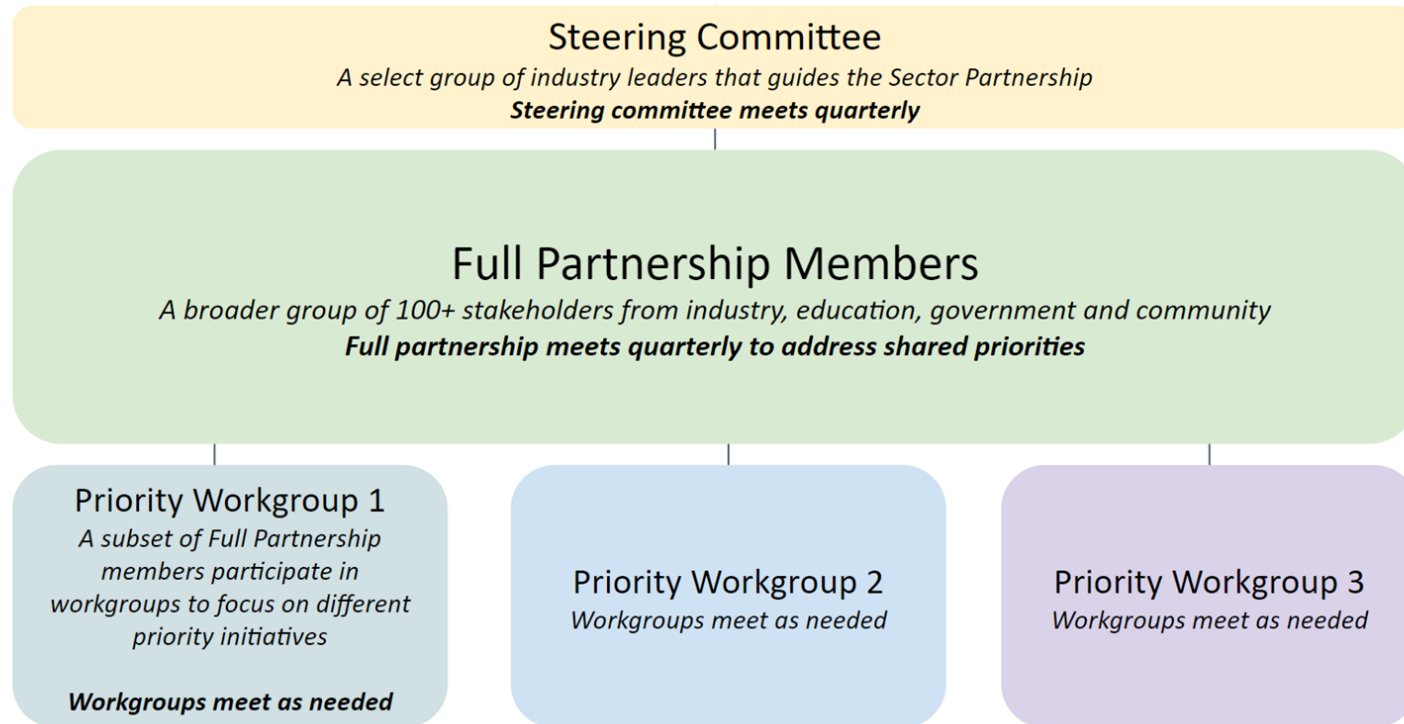 Steering Committee
A select group of industry leaders that guides the Sector Partnership
Steering committee meets quarterly
Full Partnership Members
A broader group of 100+ stakeholders from industry, education, government and community
Full partnership meets quarterly to address shared priorities
Priority Workgroup 1
A subset of Full Partnership
members participate in
workgroups to focus on different
priority initiatives
Workgroups meet as needed
Priority Workgroup 2
Workgroups meet as needed
Priority Workgroup 3
Workgroups meet as needed